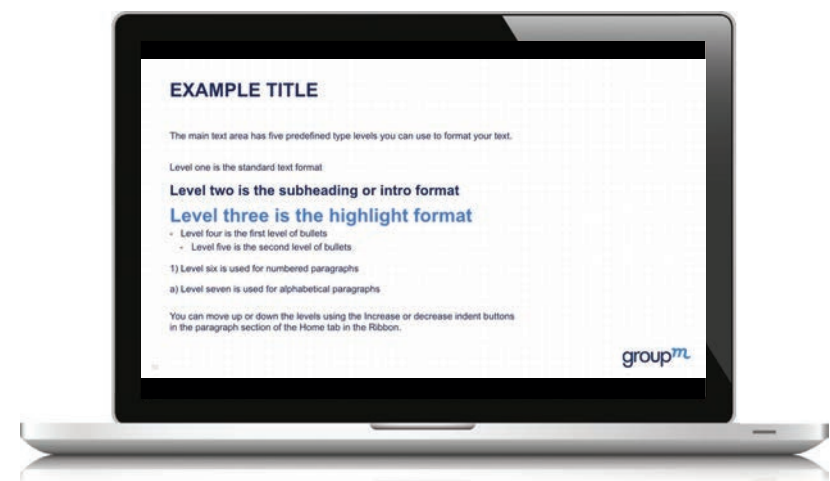 EXAMPLE TITLE
The main text area has five predefined type levels you can use to format your text.
Level one is the standard text format
Level two is the subheading or intro format
Level three is the highlight format
- Level four is the first level of bullets
- Level five is the second level of bullets
1) Level six is used for numbered paragraphs
a) Level seven is used for alphabetical paragraphs
You can move up or down the levels using the Increase or decrease indent buttons
in the paragraph section of the Home tab in the Ribbon.
groupm